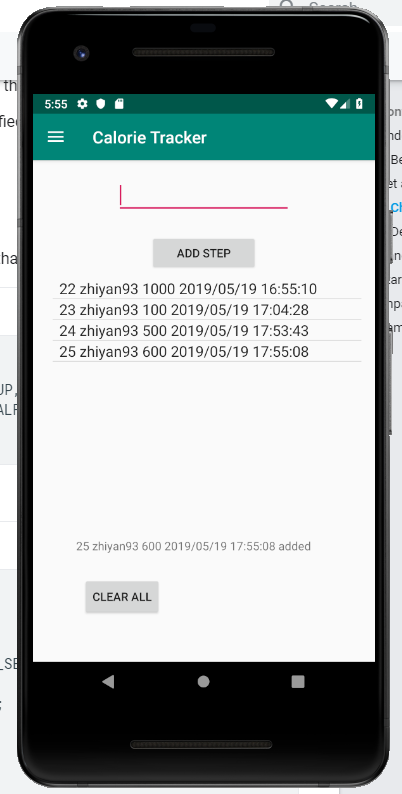 Search
5:55
Calorie Tracker
ADD STEP
22 zhiyan93 1000 2019/05/19 16:55:10
23 zhiyan93 100 2019/05/19 17:04:28
24 zhiyan93 500 2019/05/19 17:53:43
25 zhiyan93 600 2019/05/19 17:55:08
25 zhiyan93 600 2019/05/19 17:55:08 added
CLEAR ALL